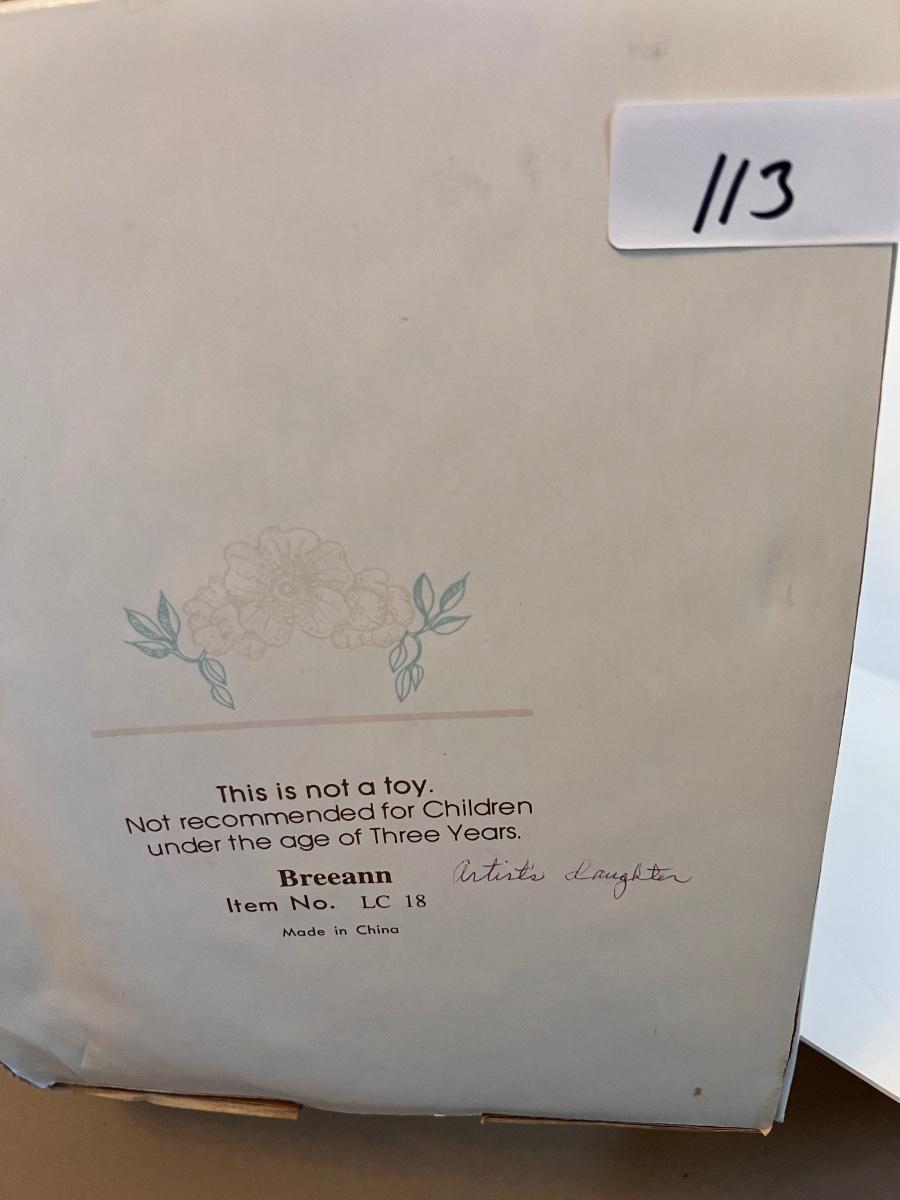 113
This is not a toy.
Not recommended for Children
under the age of Three Years.
Breeann Artist's daughter
Item No. LC 18
Made in China